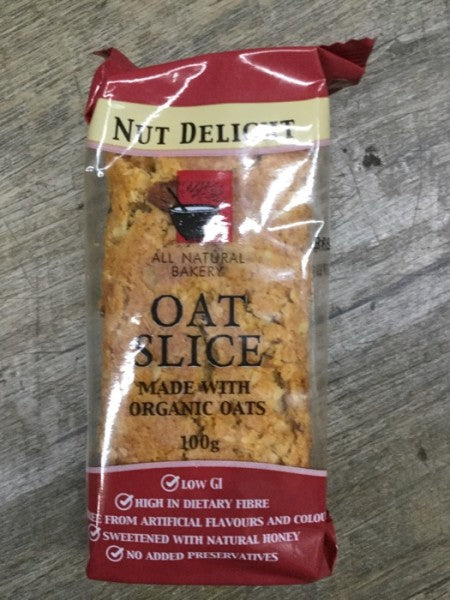 NUT DELIGHT
ALL NATURAL
BAKERY
OAT
SLICE
MADE WITH
ORGANIC OATS
100g
LOW GI
HIGH IN DIETARY FIBRE
FROM ARTIFICIAL FLAVOURS AND COLOU
SWEETENED WITH NATURAL HONEY
NO ADDED PRESERVATIVES